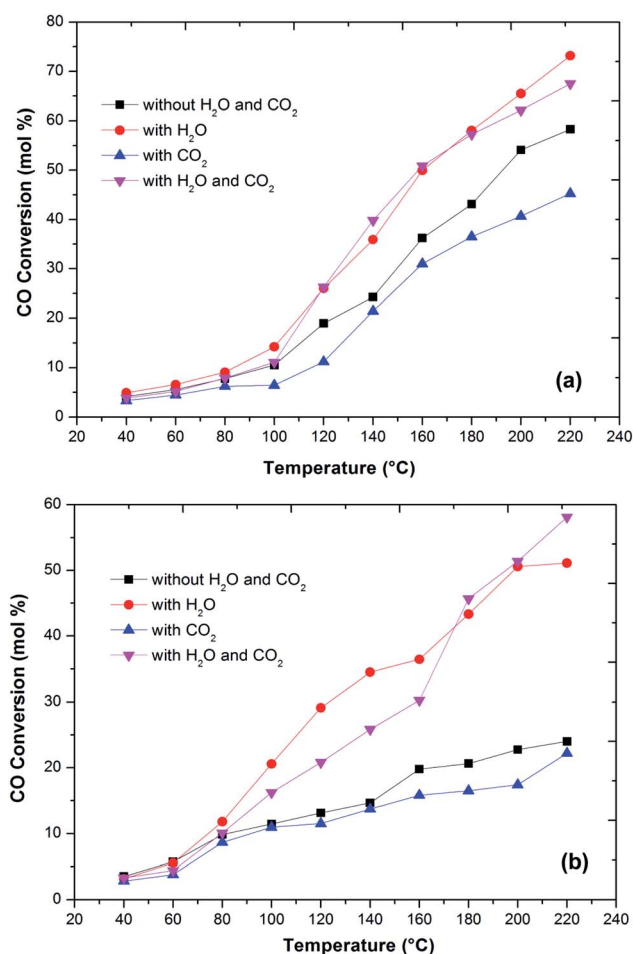 80
70
60
50
40
30
20
10
0
CO Conversion (mol %)
without H₂O and CO₂
with H₂O
with CO₂
with H₂O and CO₂
(a)
20 40 60 80 100 120 140 160 180 200 220 240
Temperature (°C)
60
50
40
30
20
10
0
CO Conversion (mol %)
without H₂O and CO₂
with H₂O
with CO₂
with H₂O and CO₂
(b)
20 40 60 80 100 120 140 160 180 200 220 240
Temperature (°C)